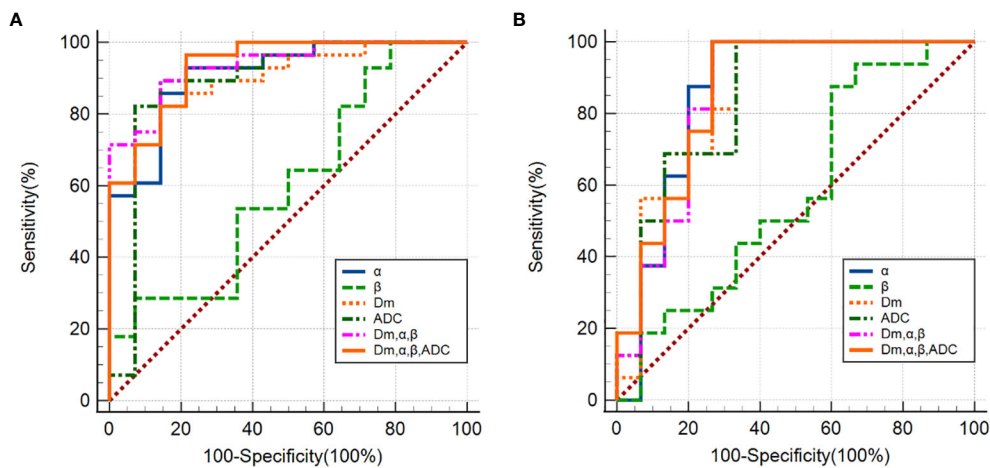 A
100
80
60
40
20
0
Sensitivity(%)
α
β
Dm
ADC
Dm,α,β
Dm,α,β,ADC
0 20 40 60 80 100
100-Specificity(100%)
B
100
80
60
40
20
0
Sensitivity(%)
α
β
Dm
ADC
Dm,α,β
Dm,α,β,ADC
0 20 40 60 80 100
100-Specificity(100%)